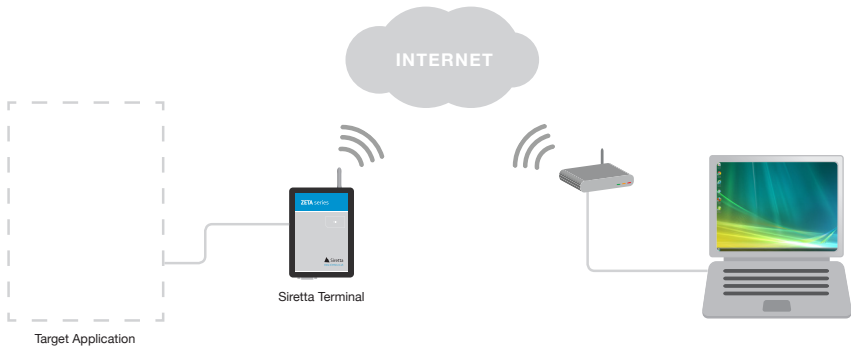 INTERNET
ZETA series
Siretta
Siretta Terminal
Target Application